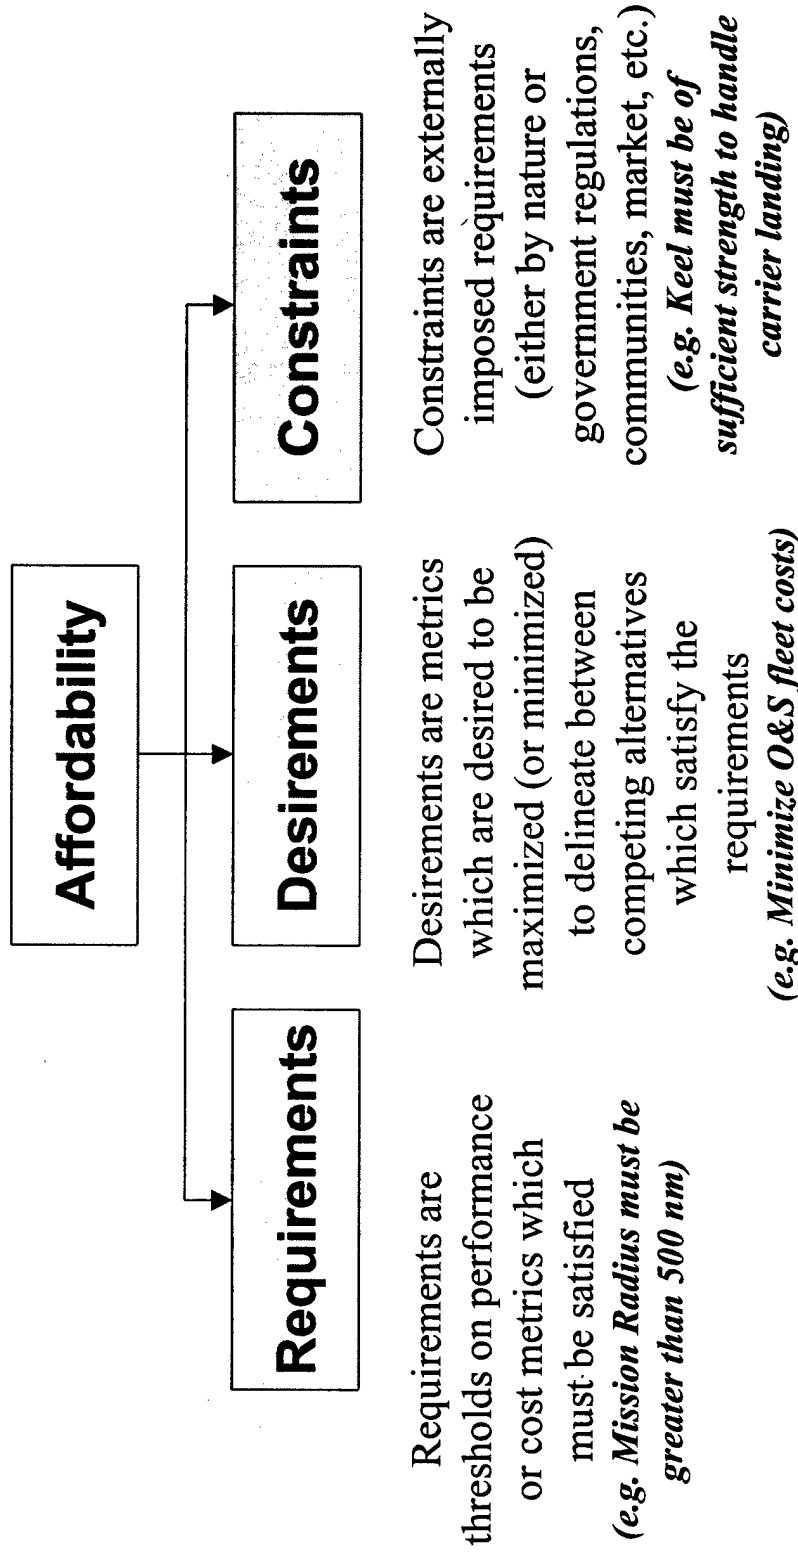 Affordability
Requirements
Desirements
Constraints
Requirements are
thresholds on performance
or cost metrics which
must be satisfied
(e.g. Mission Radius must be
greater than 500 nm)
Desirements are metrics
which are desired to be
maximized (or minimized)
to delineate between
competing alternatives
which satisfy the
requirements
(e.g. Minimize O&S fleet costs)
Constraints are externally
imposed requirements
(either by nature or
government regulations,
communities, market, etc.)
(e.g. Keel must be of
sufficient strength to handle
carrier landing)